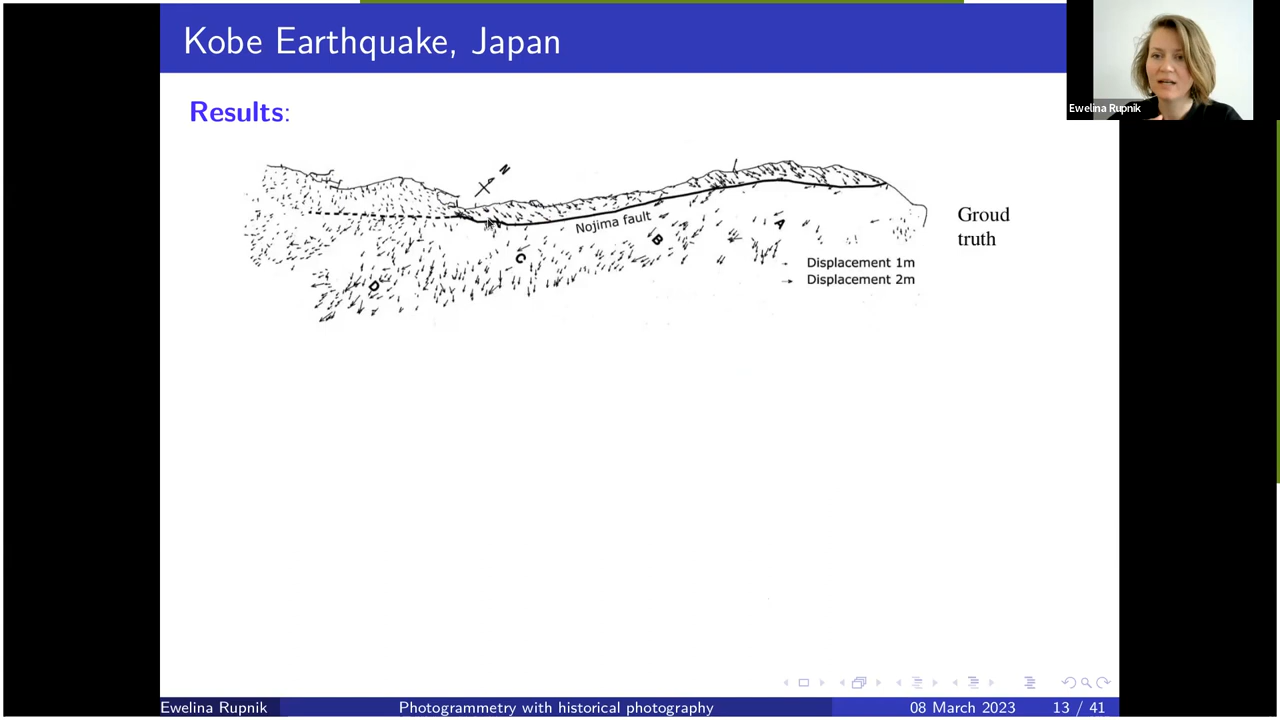 Kobe Earthquake, Japan
Ewelina Rupnik
Results:
N
Nojima fault
A
B
C
D
Groud
truth
Displacement 1m
Displacement 2m
Ewelina Rupnik
Photogrammetry with historical photography
08 March 2023
13 / 41